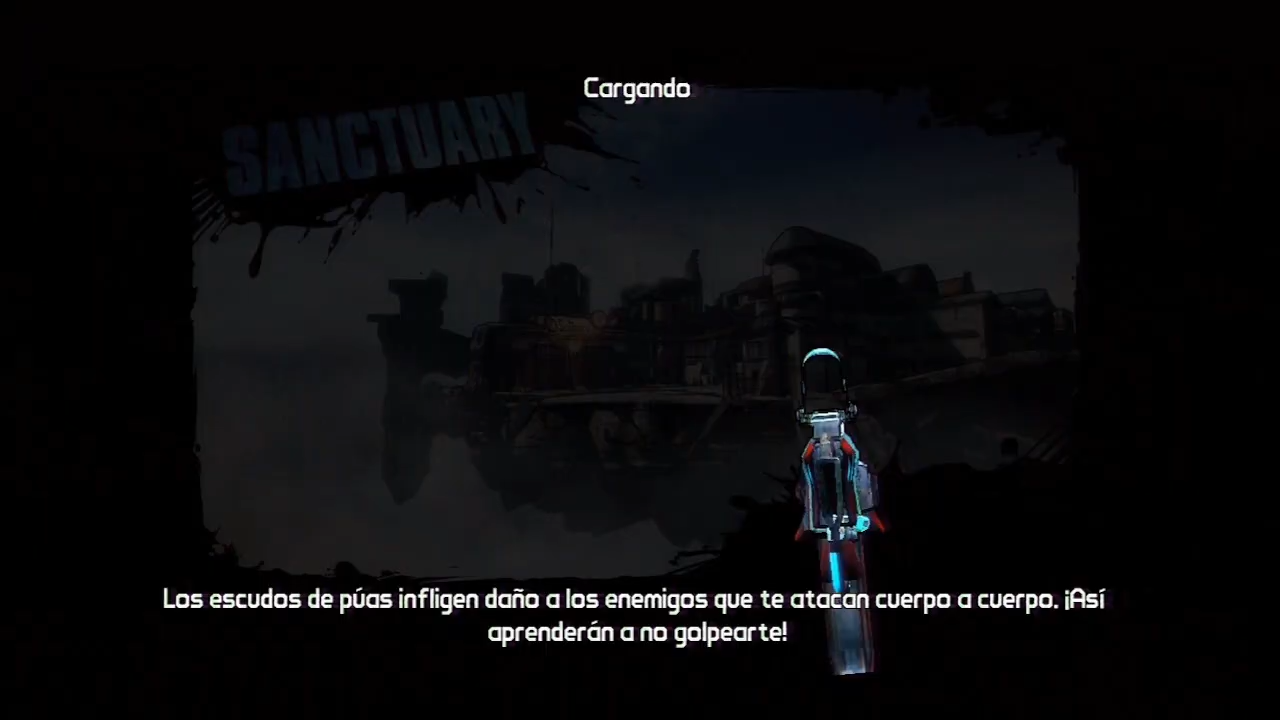 Cargando
SANCTUARY
Los escudos de púas infligen daño a los enemigos que te atacan cuerpo a cuerpo. ¡Así
aprenderán a no golpearte!